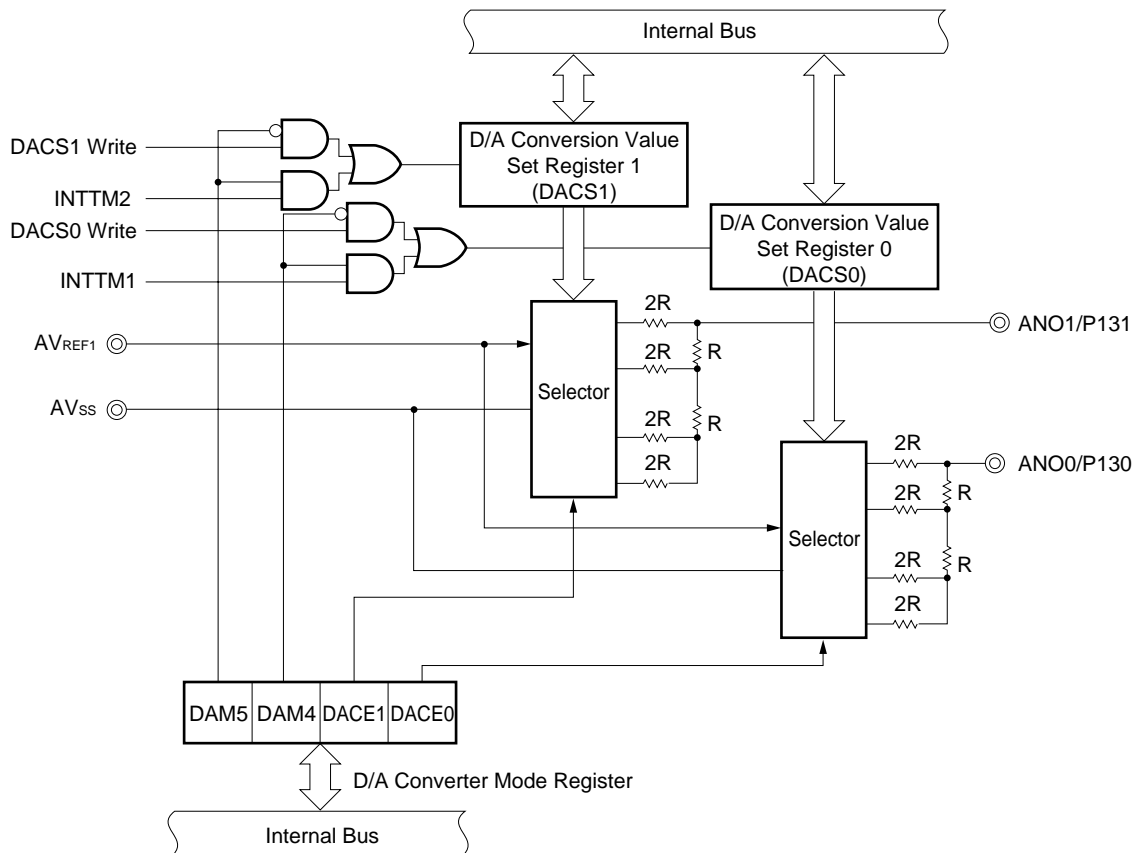 Internal Bus
DACS1 Write
INTTM2
DACS0 Write
INTTM1
D/A Conversion Value
Set Register 1
(DACS1)
D/A Conversion Value
Set Register 0
(DACS0)
AVREF1
AVSS
Selector
2R
2R
2R
2R
R
R
ANO1/P131
Selector
2R
2R
2R
2R
R
R
ANO0/P130
DAM5 DAM4 DACE1 DACE0
D/A Converter Mode Register
Internal Bus